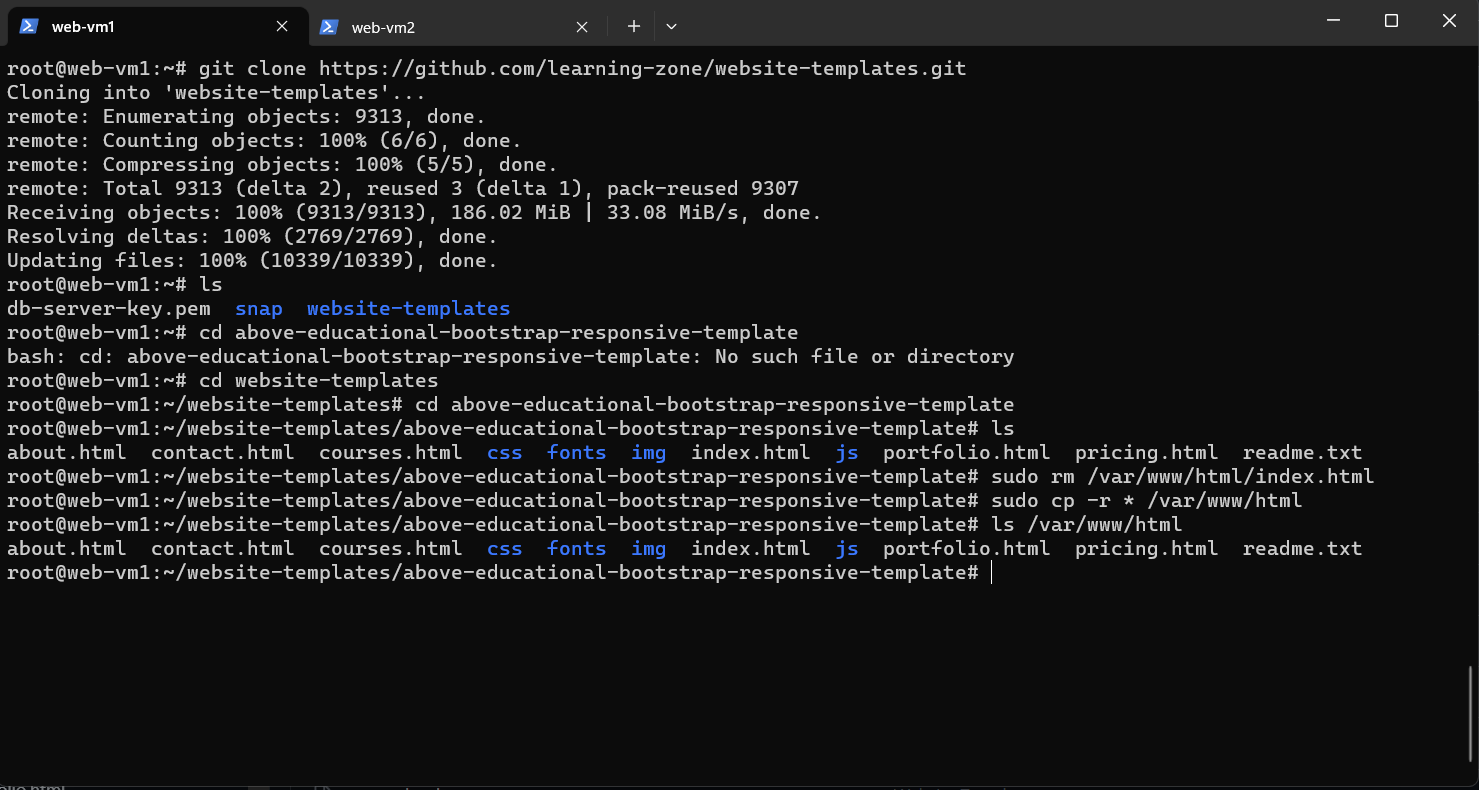 web-vm1
web-vm2
root@web-vm1:~# git clone https://github.com/learning-zone/website-templates.git
Cloning into 'website-templates'...
remote: Enumerating objects: 9313, done.
remote: Counting objects: 100% (6/6), done.
remote: Compressing objects: 100% (5/5), done.
remote: Total 9313 (delta 2), reused 3 (delta 1), pack-reused 9307
Receiving objects: 100% (9313/9313), 186.02 MiB | 33.08 MiB/s, done.
Resolving deltas: 100% (2769/2769), done.
Updating files: 100% (10339/10339), done.
root@web-vm1:~# ls
db-server-key.pem  snap  website-templates
root@web-vm1:~# cd above-educational-bootstrap-responsive-template
bash: cd: above-educational-bootstrap-responsive-template: No such file or directory
root@web-vm1:~# cd website-templates
root@web-vm1:~/website-templates# cd above-educational-bootstrap-responsive-template
root@web-vm1:~/website-templates/above-educational-bootstrap-responsive-template# ls
about.html  contact.html  courses.html  css  fonts  img  index.html  js  portfolio.html  pricing.html  readme.txt
root@web-vm1:~/website-templates/above-educational-bootstrap-responsive-template# sudo rm /var/www/html/index.html
root@web-vm1:~/website-templates/above-educational-bootstrap-responsive-template# sudo cp -r * /var/www/html
root@web-vm1:~/website-templates/above-educational-bootstrap-responsive-template# ls /var/www/html
about.html  contact.html  courses.html  css  fonts  img  index.html  js  portfolio.html  pricing.html  readme.txt
root@web-vm1:~/website-templates/above-educational-bootstrap-responsive-template#